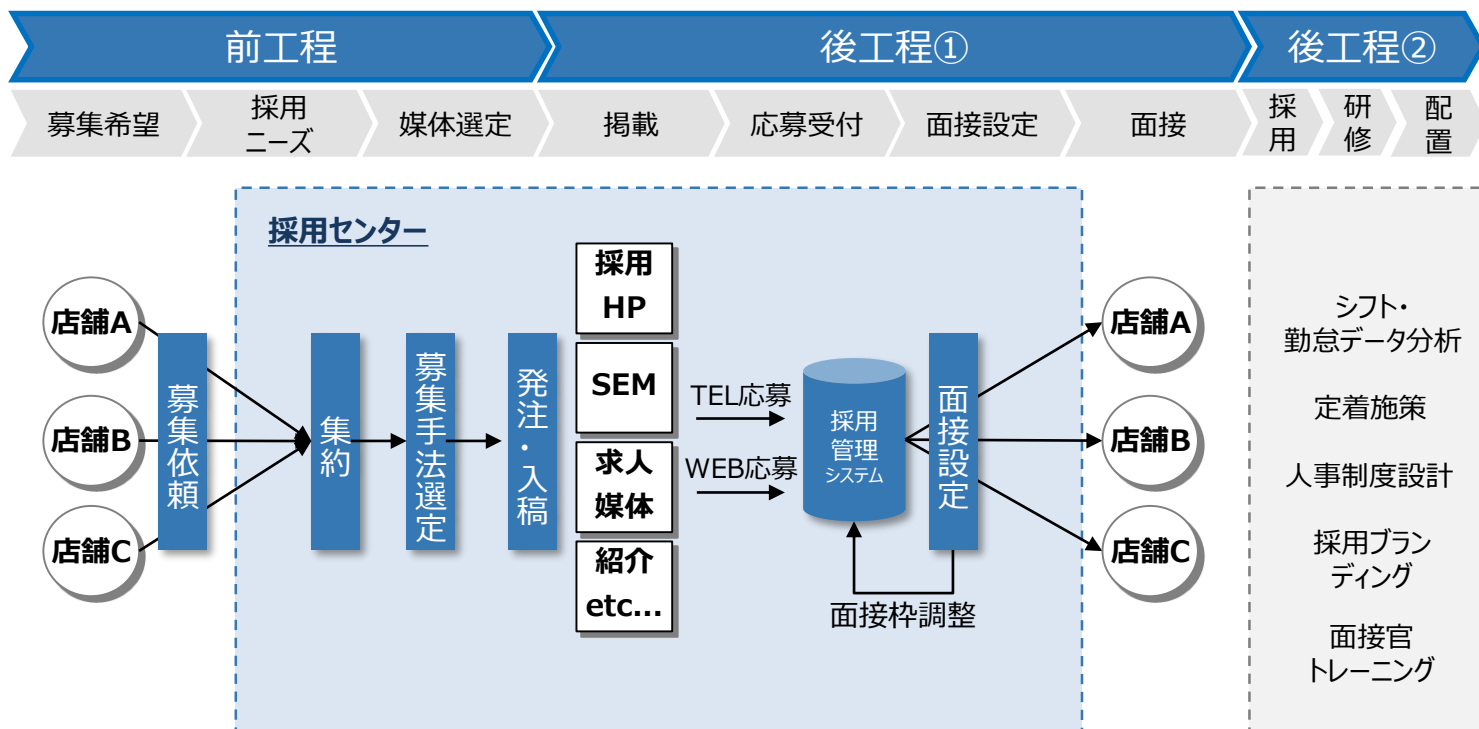 前工程
後工程①
後工程②
募集希望
採用
ニーズ
媒体選定
掲載
応募受付
面接設定
面接
採
用
研
修
配
置
採用センター
店舗A
店舗B
店舗C
募集依頼
集約
募集手法選定
発注・入稿
採用
HP
SEM
求人
媒体
紹介
etc...
TEL応募
WEB応募
採用
管理
システム
面接設定
面接枠調整
店舗A
店舗B
店舗C
シフト・
勤怠データ分析
定着施策
人事制度設計
採用ブラン
ディング
面接官
トレーニング